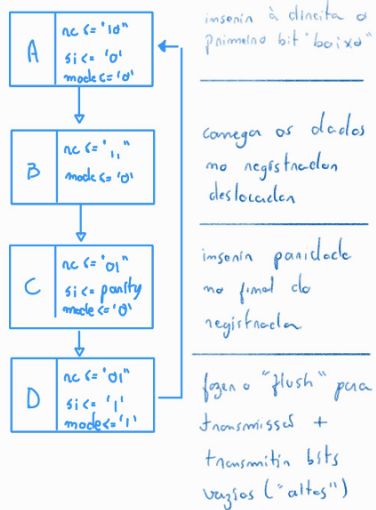 A
rc <= "10"
si <= '0'
mode <= '0'
inserir à direita o
primeiro bit "baixo"
B
rc <= "11"
mode <= '0'
carregar os dados
no registrador
deslocador
C
rc <= "01"
si <= parity
mode <= '0'
inserir paridade
no final do
registrador
D
rc <= "01"
si <= '1'
mode <= '1'
fazer o "flush" para
transmissão +
transmitir bits
vazios ("altos")